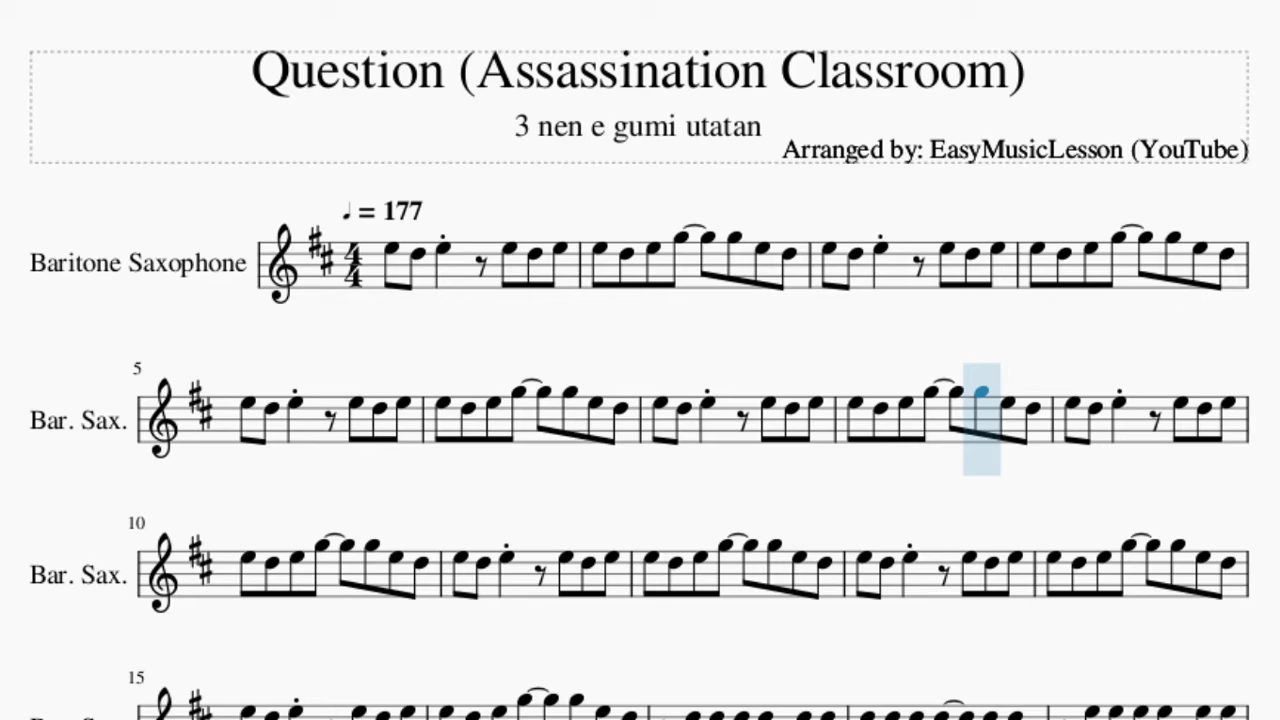 Question (Assassination Classroom)
3 nen e gumi utatan
Arranged by: EasyMusicLesson (YouTube)
♩ = 177
Baritone Saxophone
4
4
5
Bar. Sax.
10
Bar. Sax.
15